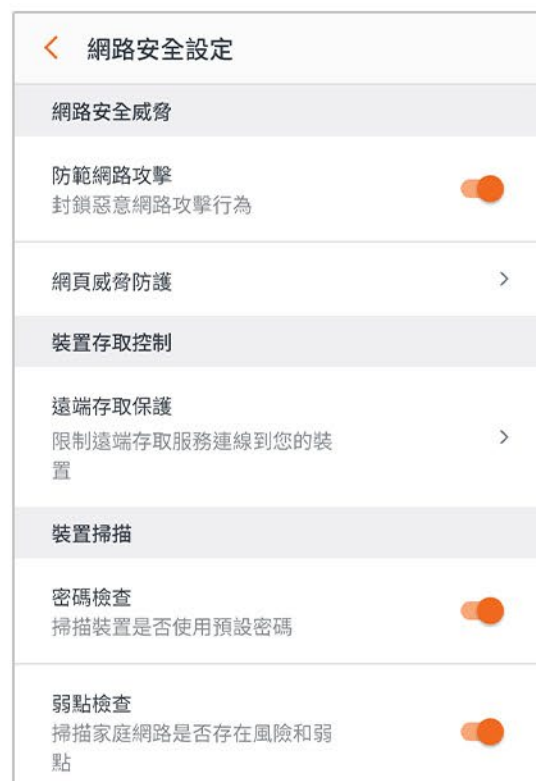 網路安全設定
網路安全威脅
防範網路攻擊
封鎖惡意網路攻擊行為
網頁威脅防護
裝置存取控制
遠端存取保護
限制遠端存取服務連線到您的裝
置
裝置掃描
密碼檢查
掃描裝置是否使用預設密碼
弱點檢查
掃描家庭網路是否存在風險和弱
點